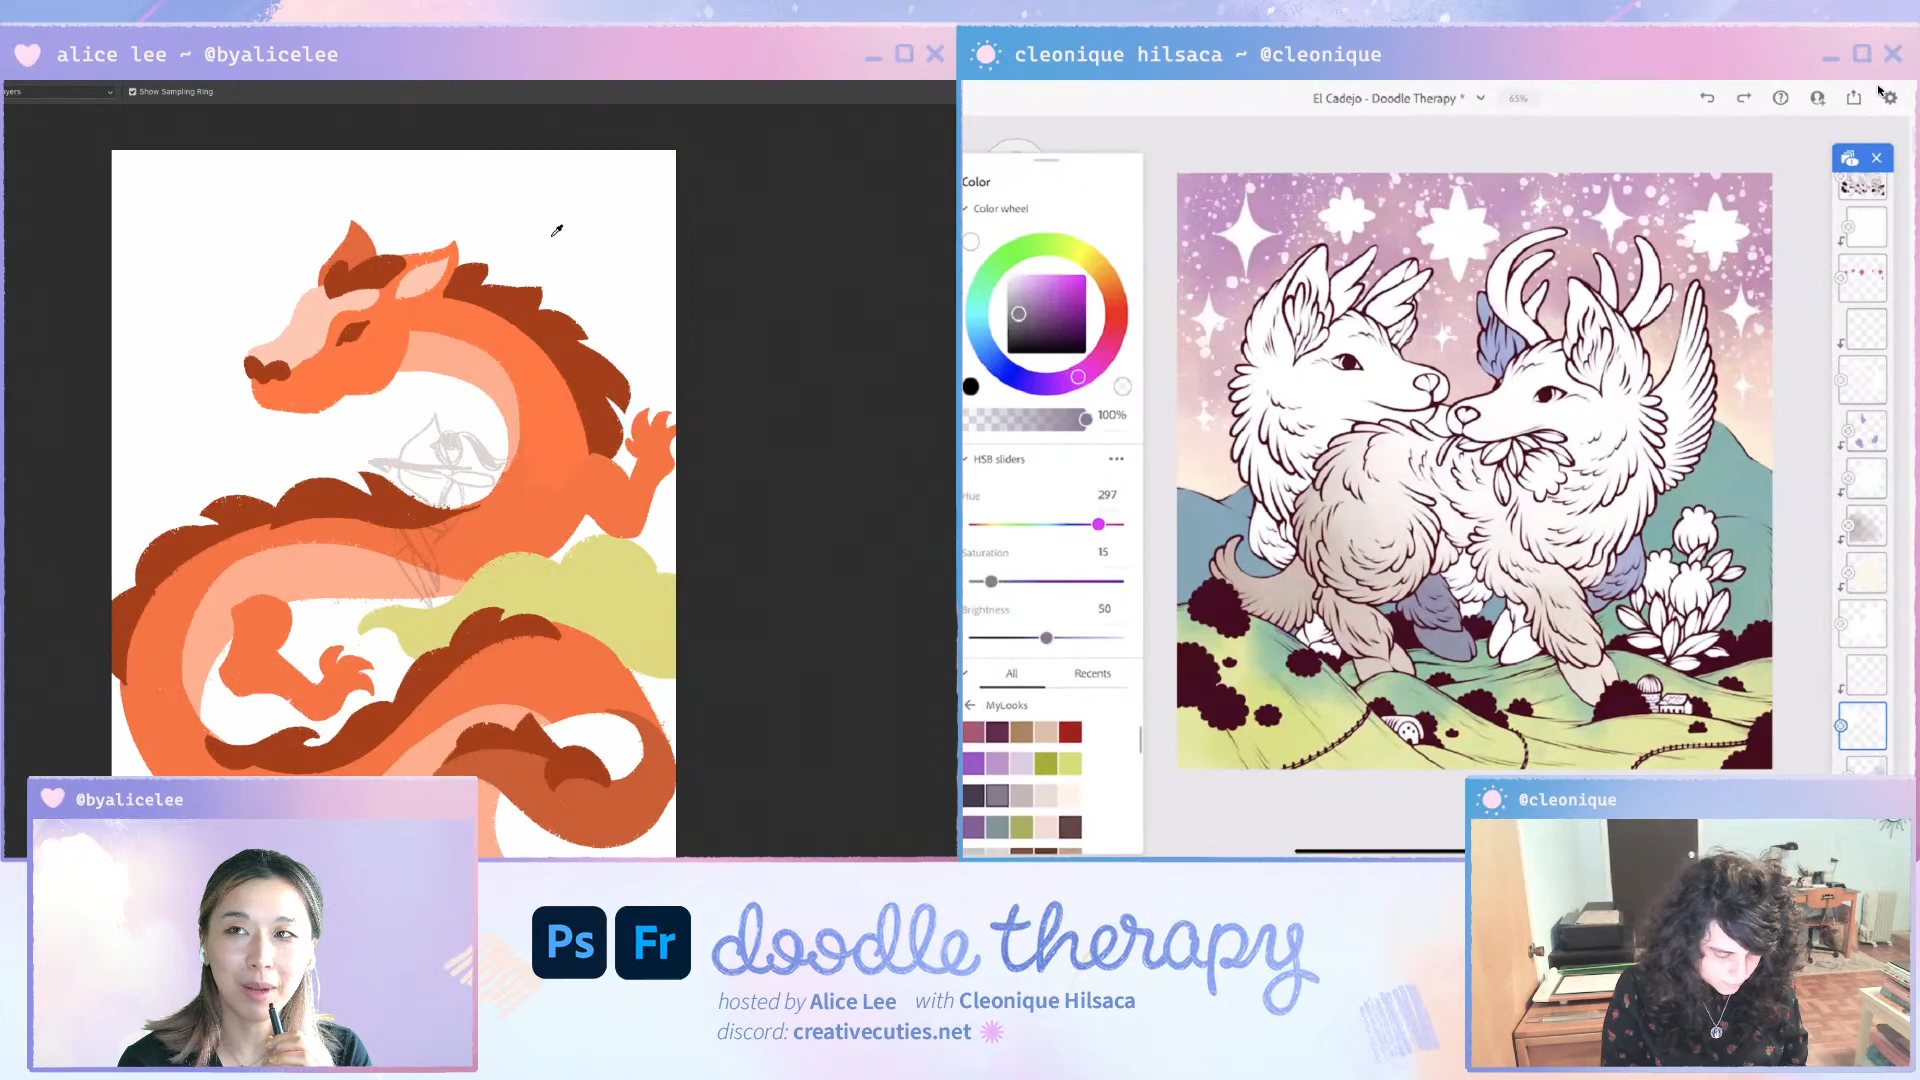 alice lee ~ @byalicelee
cleonique hilsaca ~ @cleonique
Show Sampling Ring
El Cadejo - Doodle Therapy *
65%
Color
Color wheel
100%
HSB sliders
Hue
297
Saturation
15
Brightness
50
All
Recents
MyLooks
@byalicelee
@cleonique
Ps
Fr
doodle therapy
hosted by Alice Lee with Cleonique Hilsaca
discord: creativecuties.net